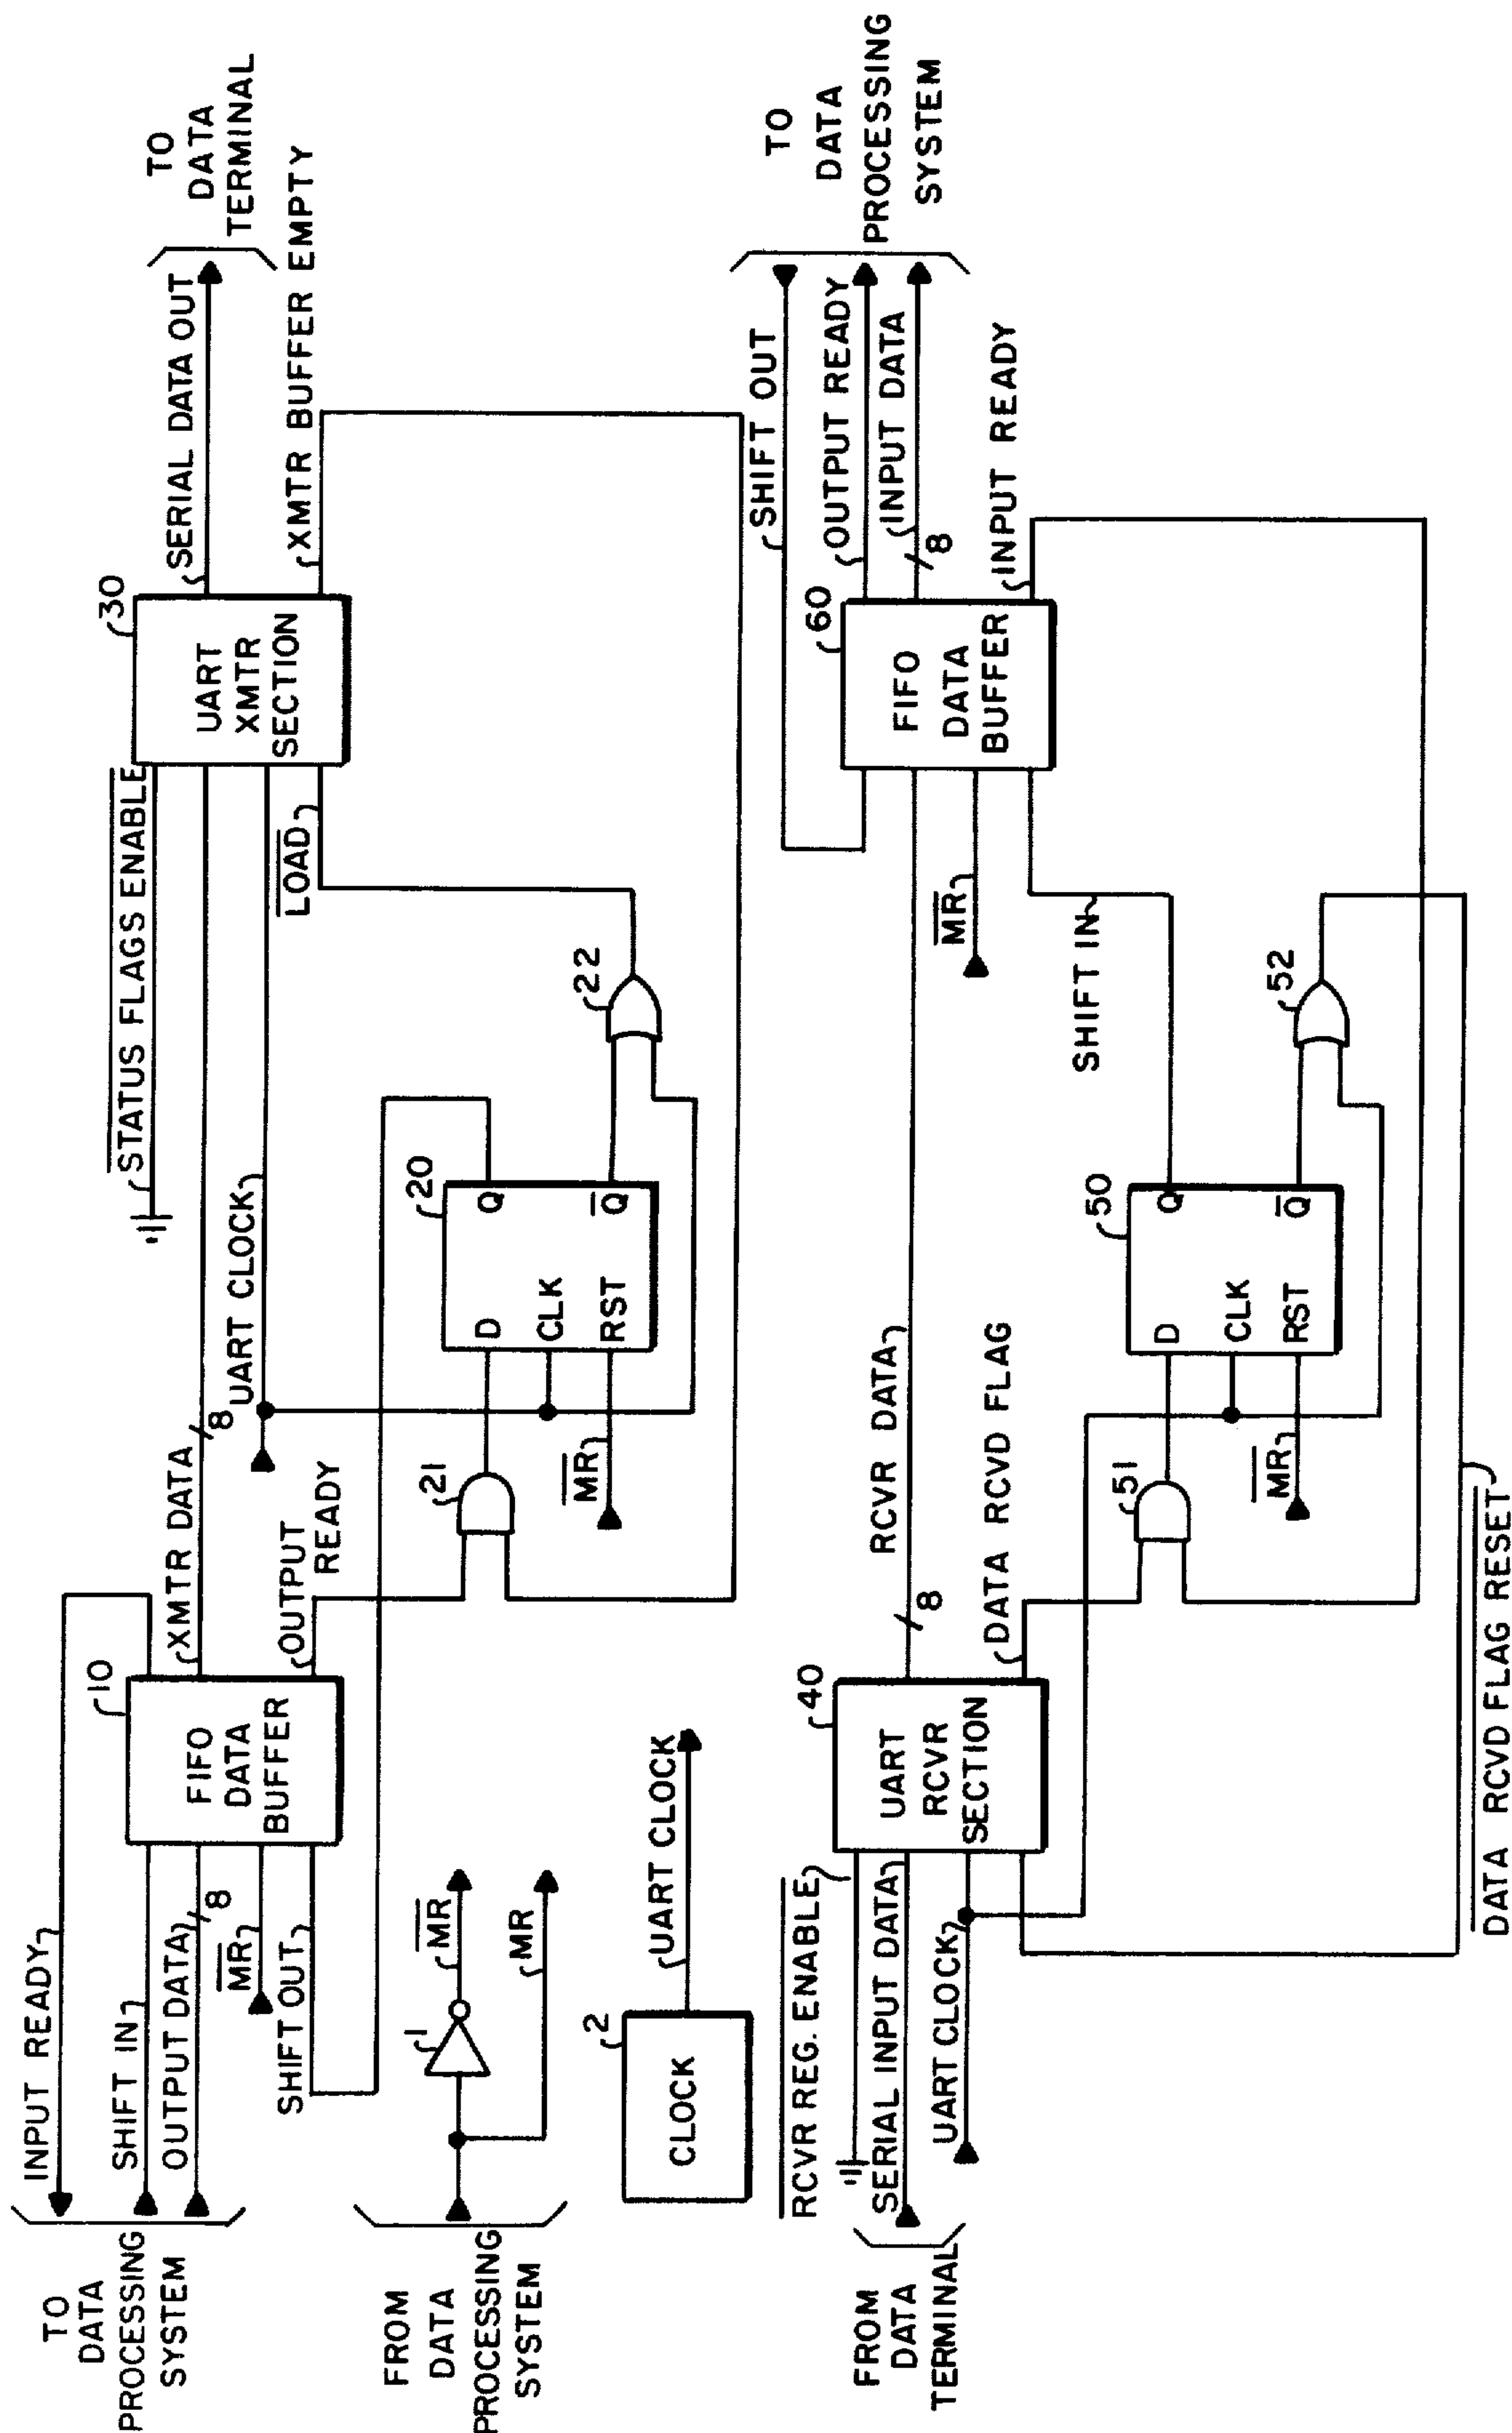 TO
DATA
PROCESSING
SYSTEM
INPUT READY
SHIFT IN
OUTPUT DATA
8
MR
SHIFT OUT
10
FIFO
DATA
BUFFER
XMTR DATA
8
OUTPUT
READY
UART CLOCK
STATUS FLAGS ENABLE
21
MR
20
D
CLK
RST
Q
Q
22
LOAD
30
UART
XMTR
SECTION
SERIAL DATA OUT
XMTR BUFFER EMPTY
TO
DATA
TERMINAL
FROM
DATA
PROCESSING
SYSTEM
1
MR
MR
2
CLOCK
UART CLOCK
FROM
DATA
TERMINAL
RCVR REG. ENABLE
SERIAL INPUT DATA
UART CLOCK
40
UART
RCVR
SECTION
8
RCVR DATA
DATA RCVD FLAG
51
MR
50
D
CLK
RST
Q
Q
52
SHIFT IN
MR
60
FIFO
DATA
BUFFER
SHIFT OUT
OUTPUT READY
INPUT DATA
8
INPUT READY
TO
DATA
PROCESSING
SYSTEM
DATA RCVD FLAG RESET